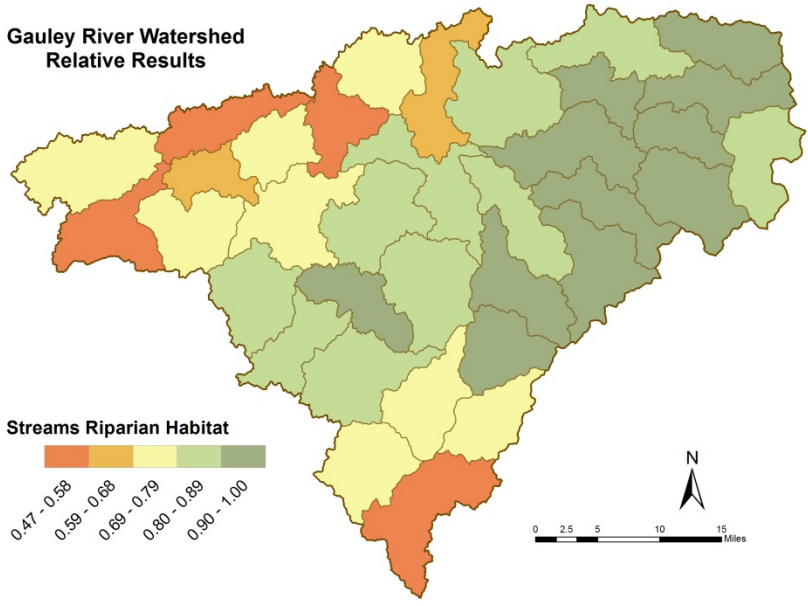 Gauley River Watershed
Relative Results
Streams Riparian Habitat
0.47 - 0.58
0.59 - 0.68
0.69 - 0.79
0.80 - 0.89
0.90 - 1.00
N
0 2.5 5 10 15
Miles